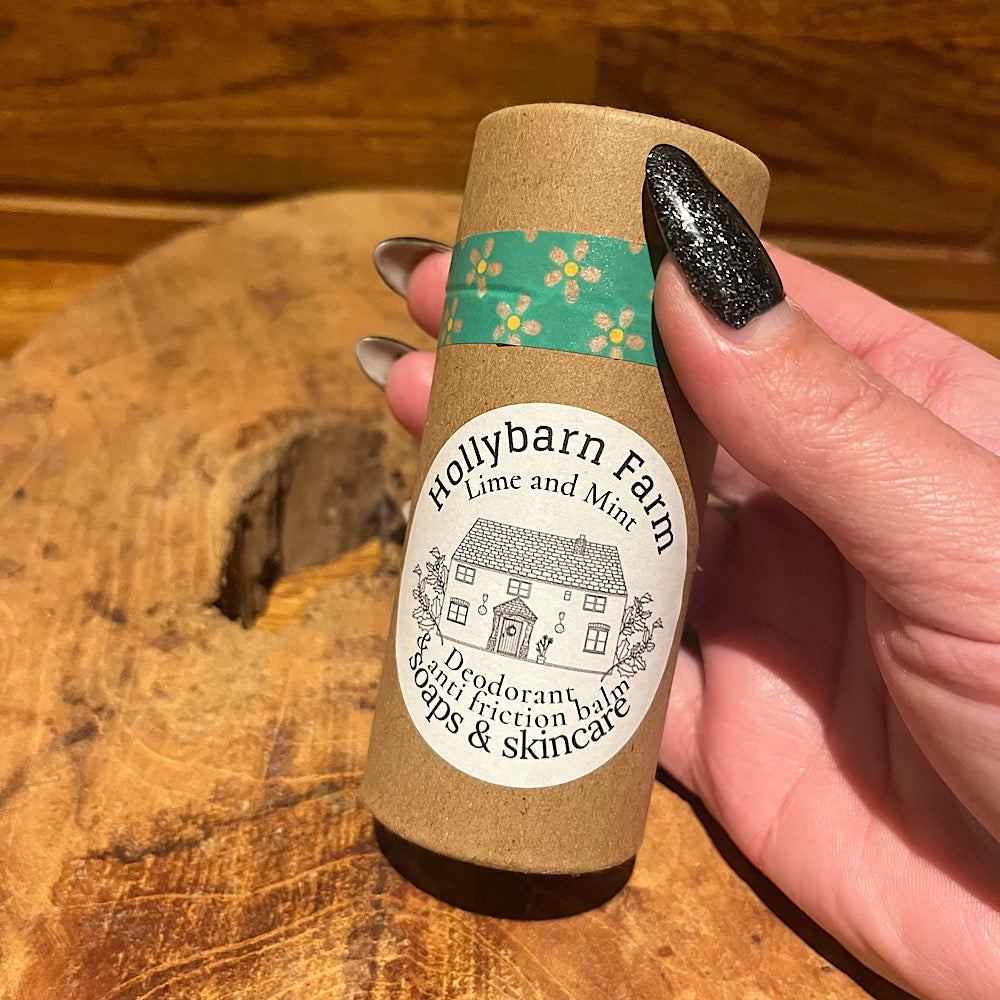 Hollybarn Farm
Lime and Mint
Deodorant
& anti friction balm
soaps & skincare